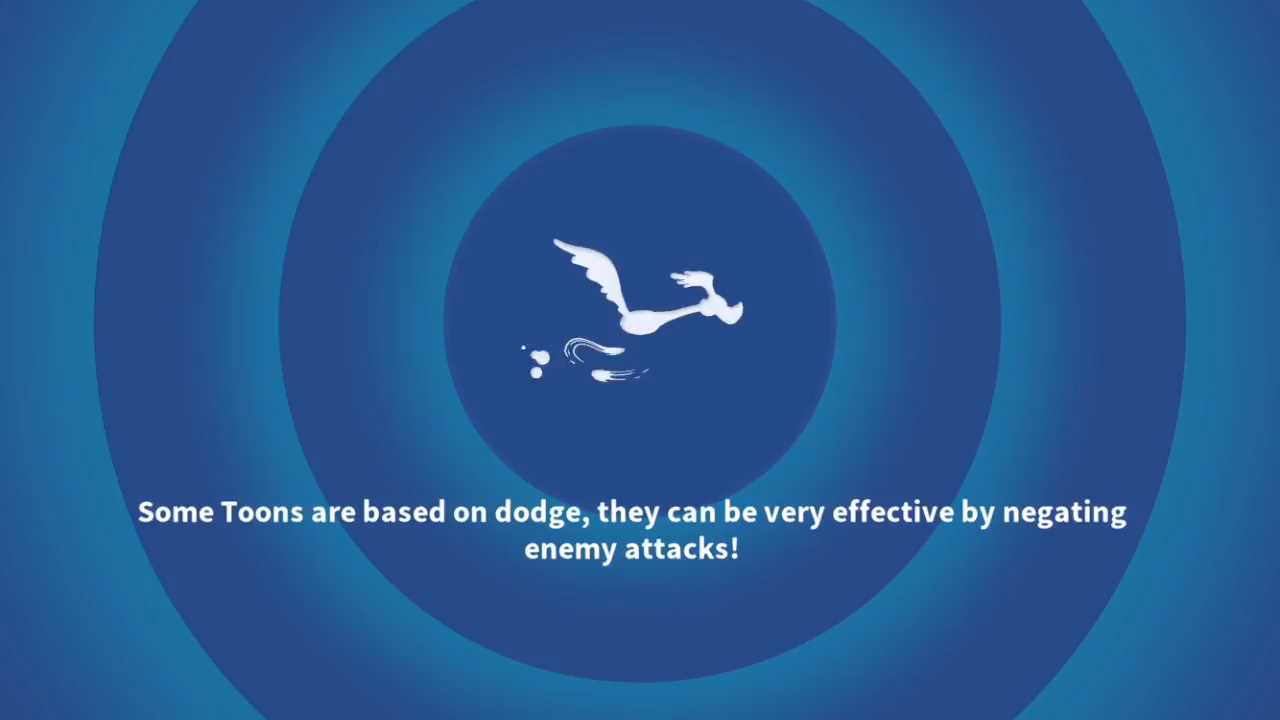 Some Toons are based on dodge, they can be very effective by negating
enemy attacks!